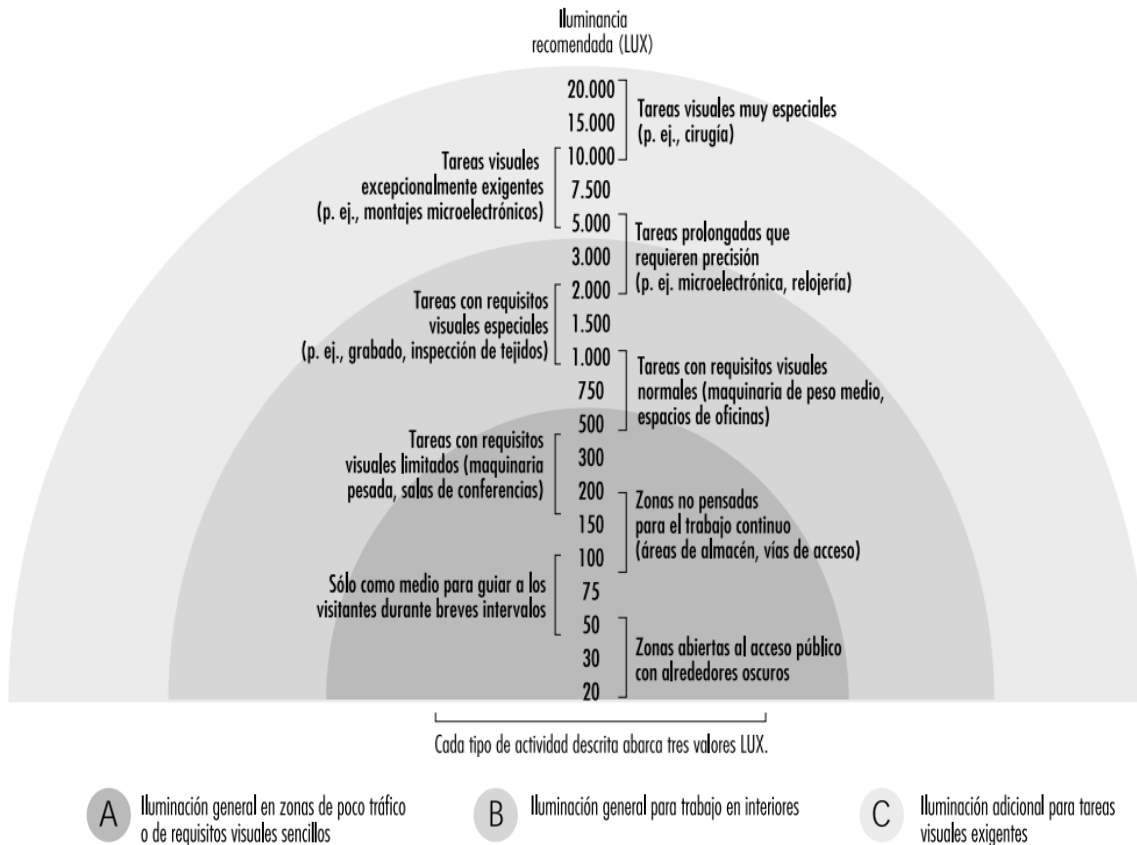 Iluminancia
recomendada (LUX)
20.000
15.000
10.000
7.500
5.000
3.000
2.000
1.500
1.000
750
500
300
200
150
100
75
50
30
20
Tareas visuales muy especiales
(p. ej., cirugía)
Tareas visuales
excepcionalmente exigentes
(p. ej., montajes microelectrónicos)
Tareas prolongadas que
requieren precisión
(p. ej. microelectrónica, relojería)
Tareas con requisitos
visuales especiales
(p. ej., grabado, inspección de tejidos)
Tareas con requisitos visuales
normales (maquinaria de peso medio,
espacios de oficinas)
Tareas con requisitos
visuales limitados (maquinaria
pesada, salas de conferencias)
Zonas no pensadas
para el trabajo continuo
(áreas de almacén, vías de acceso)
Sólo como medio para guiar a los
visitantes durante breves intervalos
Zonas abiertas al acceso público
con alrededores oscuros
Cada tipo de actividad descrita abarca tres valores LUX.
A
Iluminación general en zonas de poco tráfico
o de requisitos visuales sencillos
B
Iluminación general para trabajo en interiores
C
Iluminación adicional para tareas
visuales exigentes